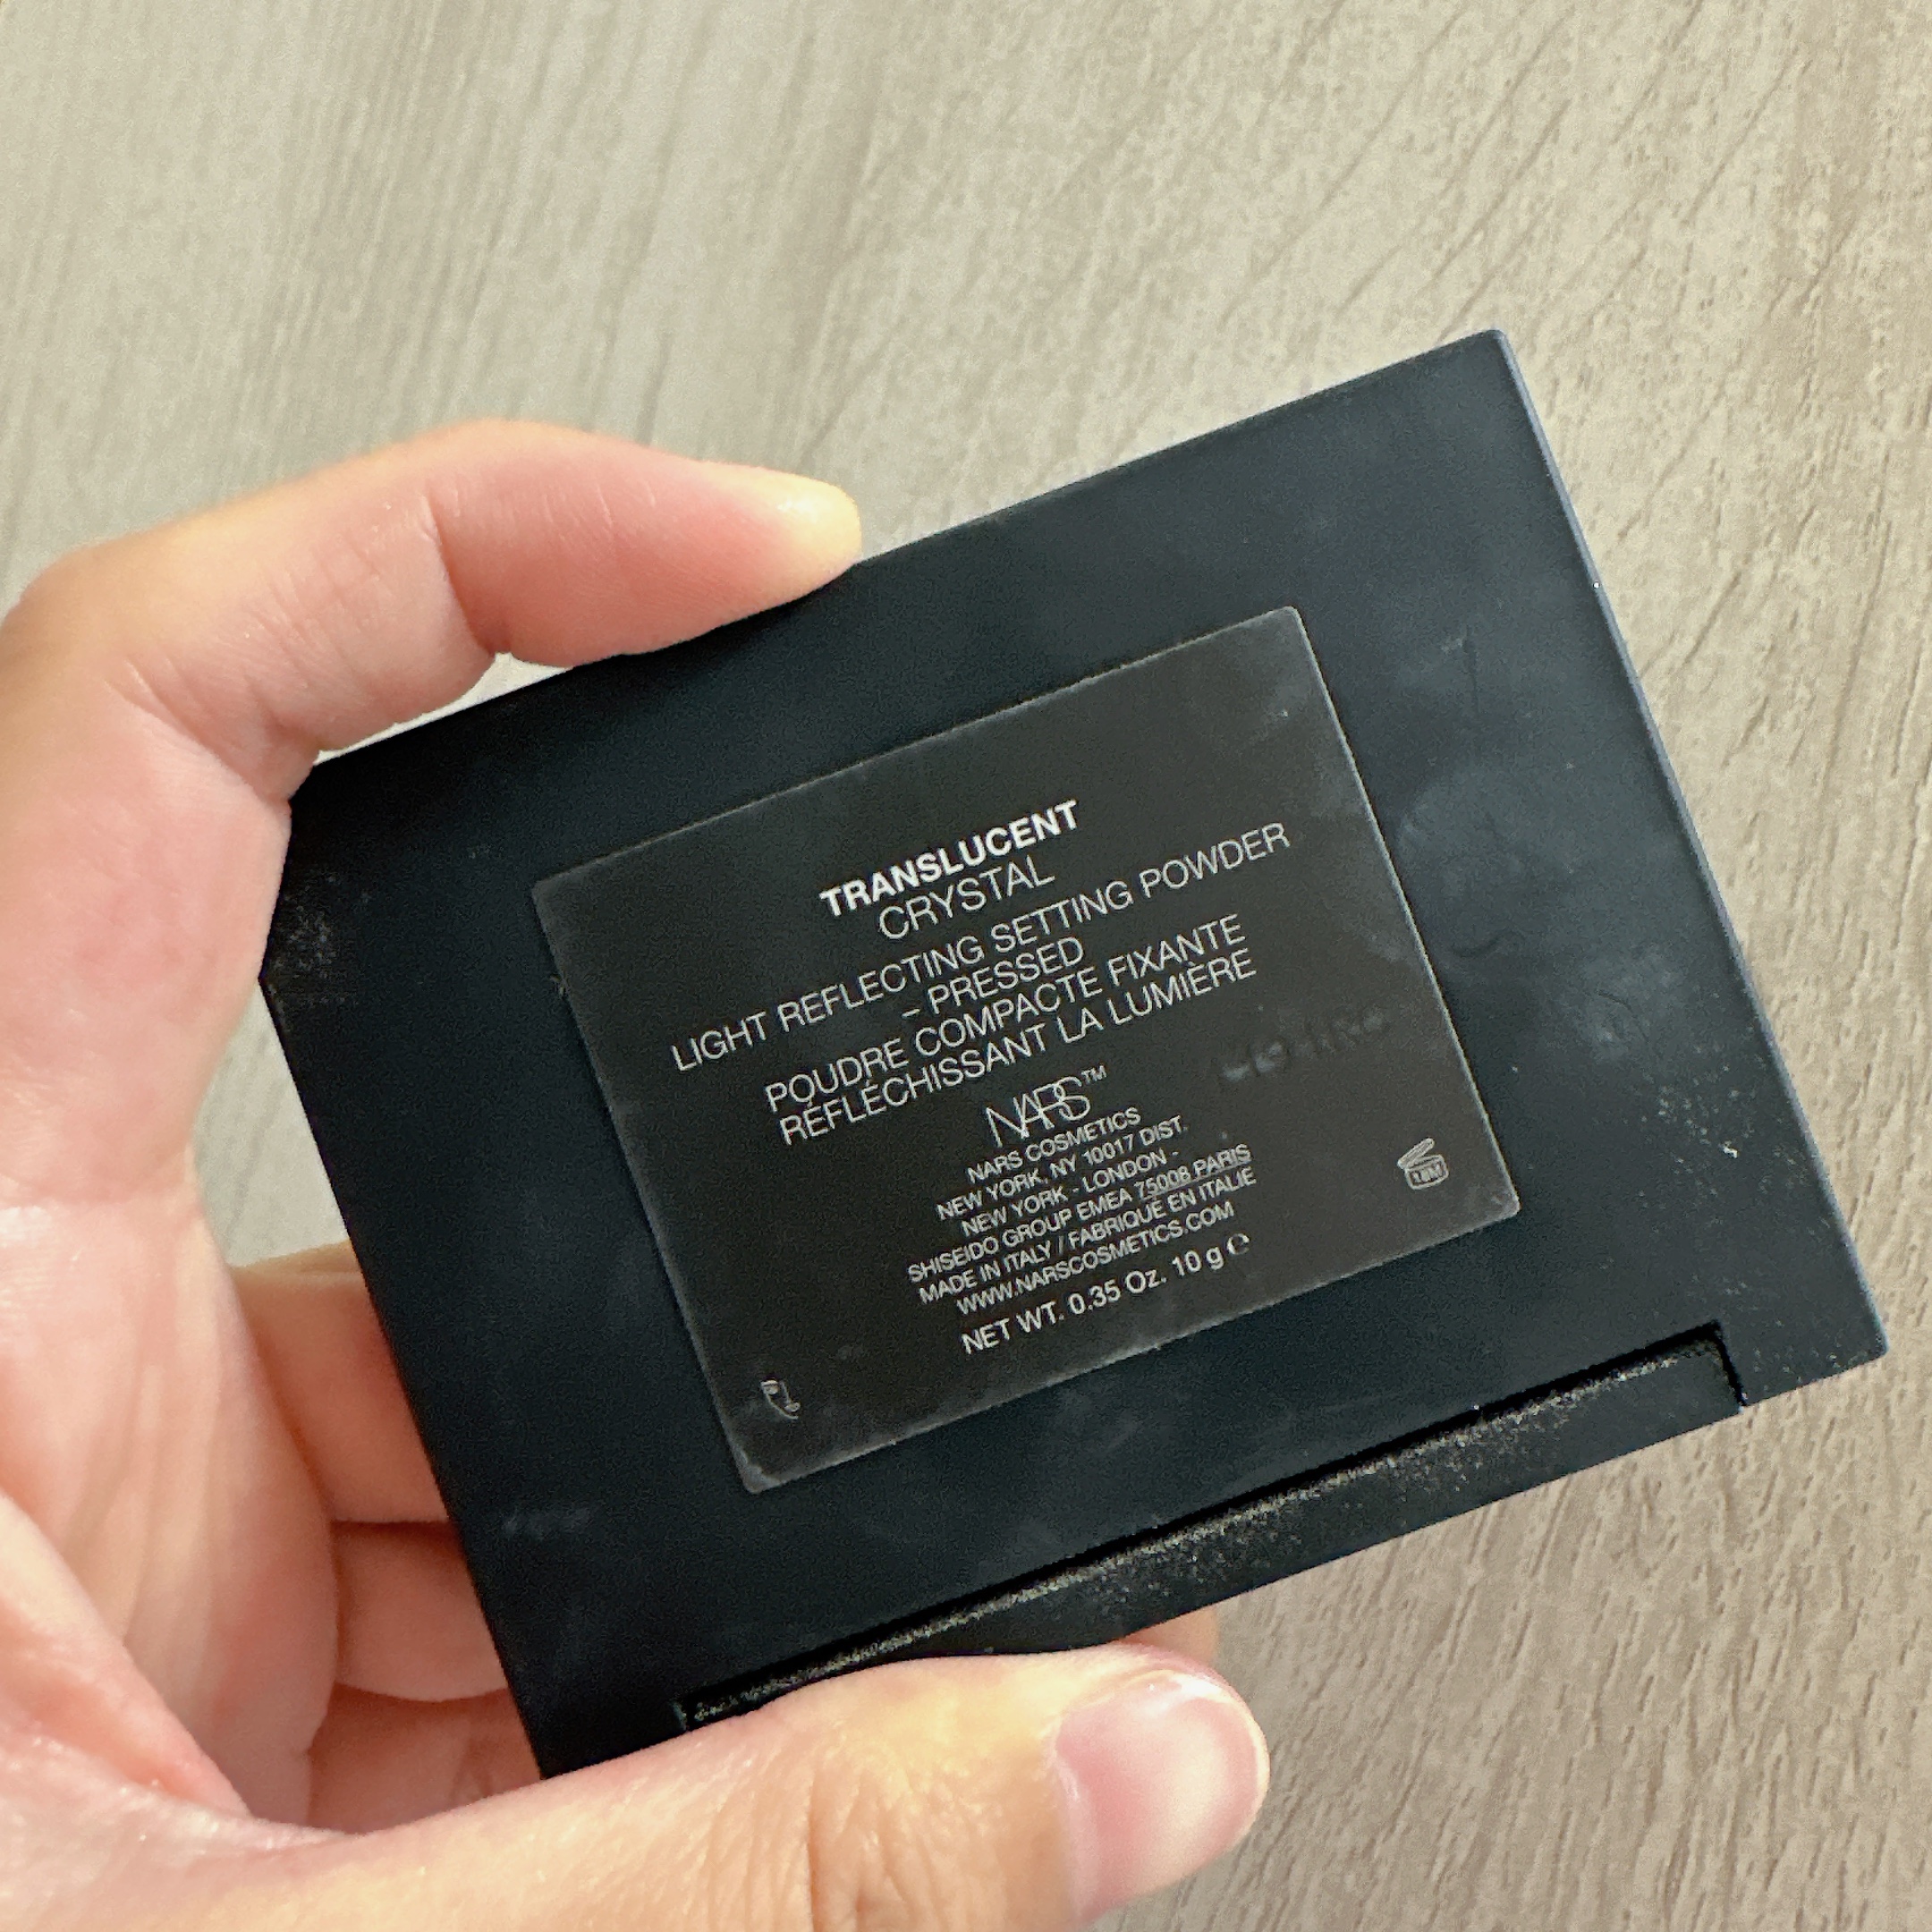 TRANSLUCENT
CRYSTAL
LIGHT REFLECTING SETTING POWDER
- PRESSED
POUDRE COMPACTE FIXANTE
RÉFLÉCHISSANT LA LUMIÈRE
NARS™
NARS COSMETICS
NEW YORK, NY 10017 DIST.
NEW YORK - LONDON -
SHISEIDO GROUP EMEA 75008 PARIS
MADE IN ITALY / FABRIQUÉ EN ITALIE
WWW.NARSCOSMETICS.COM
NET WT. 0.35 Oz. 10 g ℮
18M